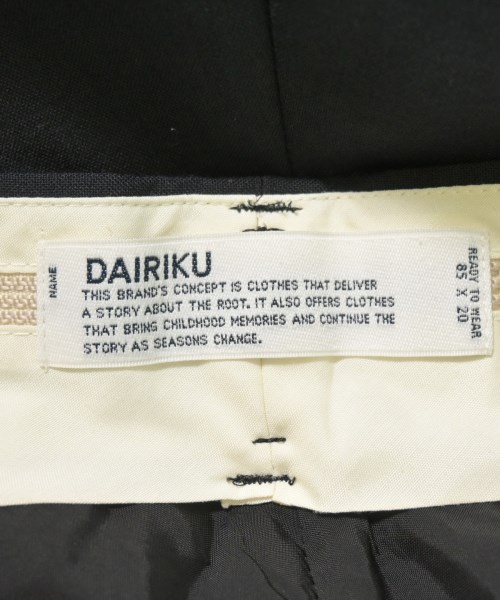 NAME
DAIRIKU
THIS BRAND'S CONCEPT IS CLOTHES THAT DELIVER
A STORY ABOUT THE ROOT. IT ALSO OFFERS CLOTHES
THAT BRING CHILDHOOD MEMORIES AND CONTINUE THE
STORY AS SEASONS CHANGE.
READY TO WEAR
85 X 20